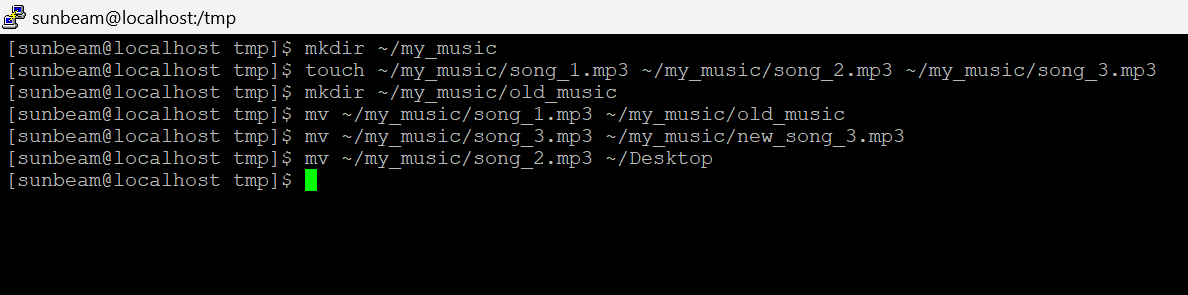 sunbeam@localhost:/tmp
[sunbeam@localhost tmp]$ mkdir ~/my_music
[sunbeam@localhost tmp]$ touch ~/my_music/song_1.mp3 ~/my_music/song_2.mp3 ~/my_music/song_3.mp3
[sunbeam@localhost tmp]$ mkdir ~/my_music/old_music
[sunbeam@localhost tmp]$ mv ~/my_music/song_1.mp3 ~/my_music/old_music
[sunbeam@localhost tmp]$ mv ~/my_music/song_3.mp3 ~/my_music/new_song_3.mp3
[sunbeam@localhost tmp]$ mv ~/my_music/song_2.mp3 ~/Desktop
[sunbeam@localhost tmp]$